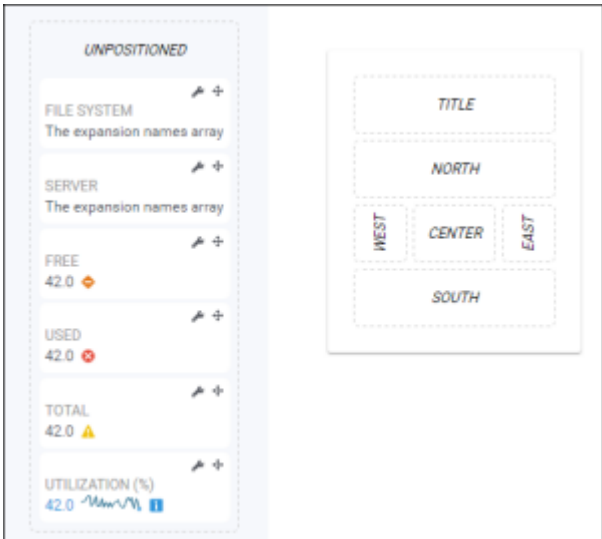 UNPOSITIONED
FILE SYSTEM
The expansion names array
SERVER
The expansion names array
FREE
42.0
USED
42.0
TOTAL
42.0
UTILIZATION (%)
42.0
TITLE
NORTH
WEST
CENTER
EAST
SOUTH